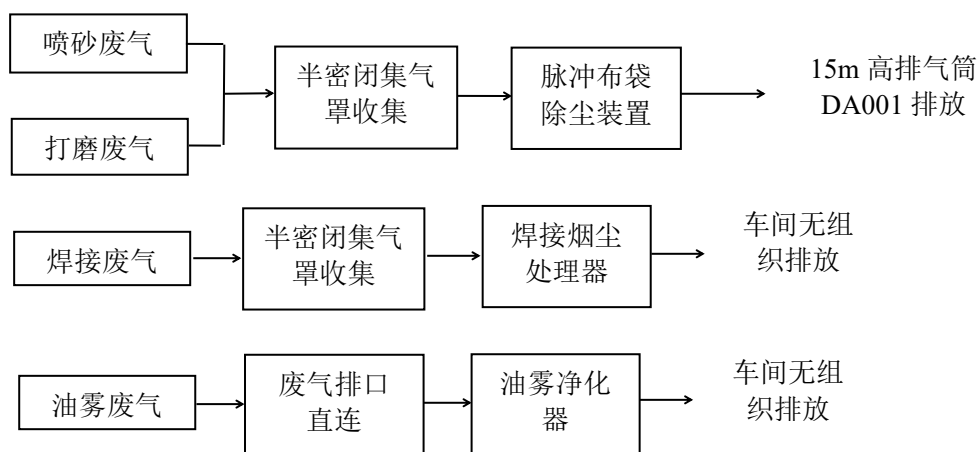 喷砂废气
打磨废气
半密闭集气
罩收集
脉冲布袋
除尘装置
15m 高排气筒
DA001 排放
焊接废气
半密闭集气
罩收集
焊接烟尘
处理器
车间无组
织排放
油雾废气
废气排口
直连
油雾净化
器
车间无组
织排放